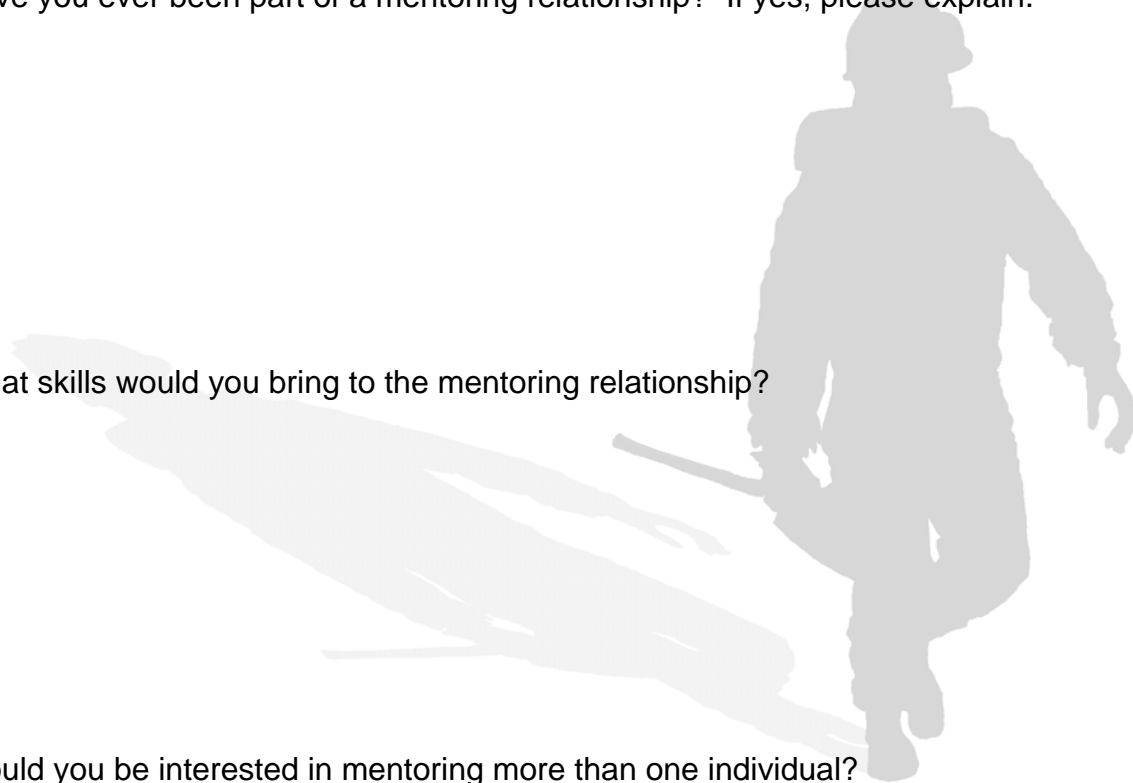 ve you ever been part of a mentoring relationship?  If yes, please explain.
at skills would you bring to the mentoring relationship?
ould you be interested in mentoring more than one individual?